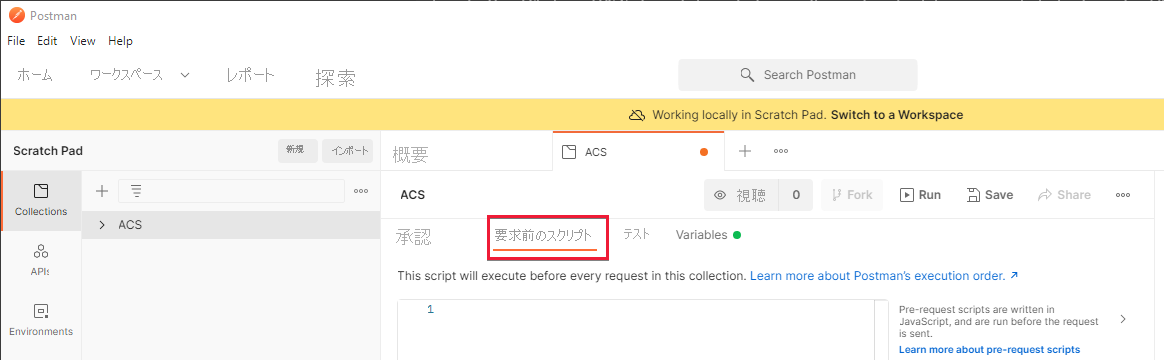 Postman
File Edit View Help
ホーム ワークスペース レポート 探索 Search Postman
Working locally in Scratch Pad. Switch to a Workspace
Scratch Pad 新規 インポート 概要 ACS
Collections
ACS
APIs
Environments
ACS 視聴 0 Fork Run Save Share
承認 要求前のスクリプト テスト Variables
This script will execute before every request in this collection. Learn more about Postman's execution order.
1
Pre-request scripts are written in
JavaScript, and are run before the request
is sent.
Learn more about pre-request scripts